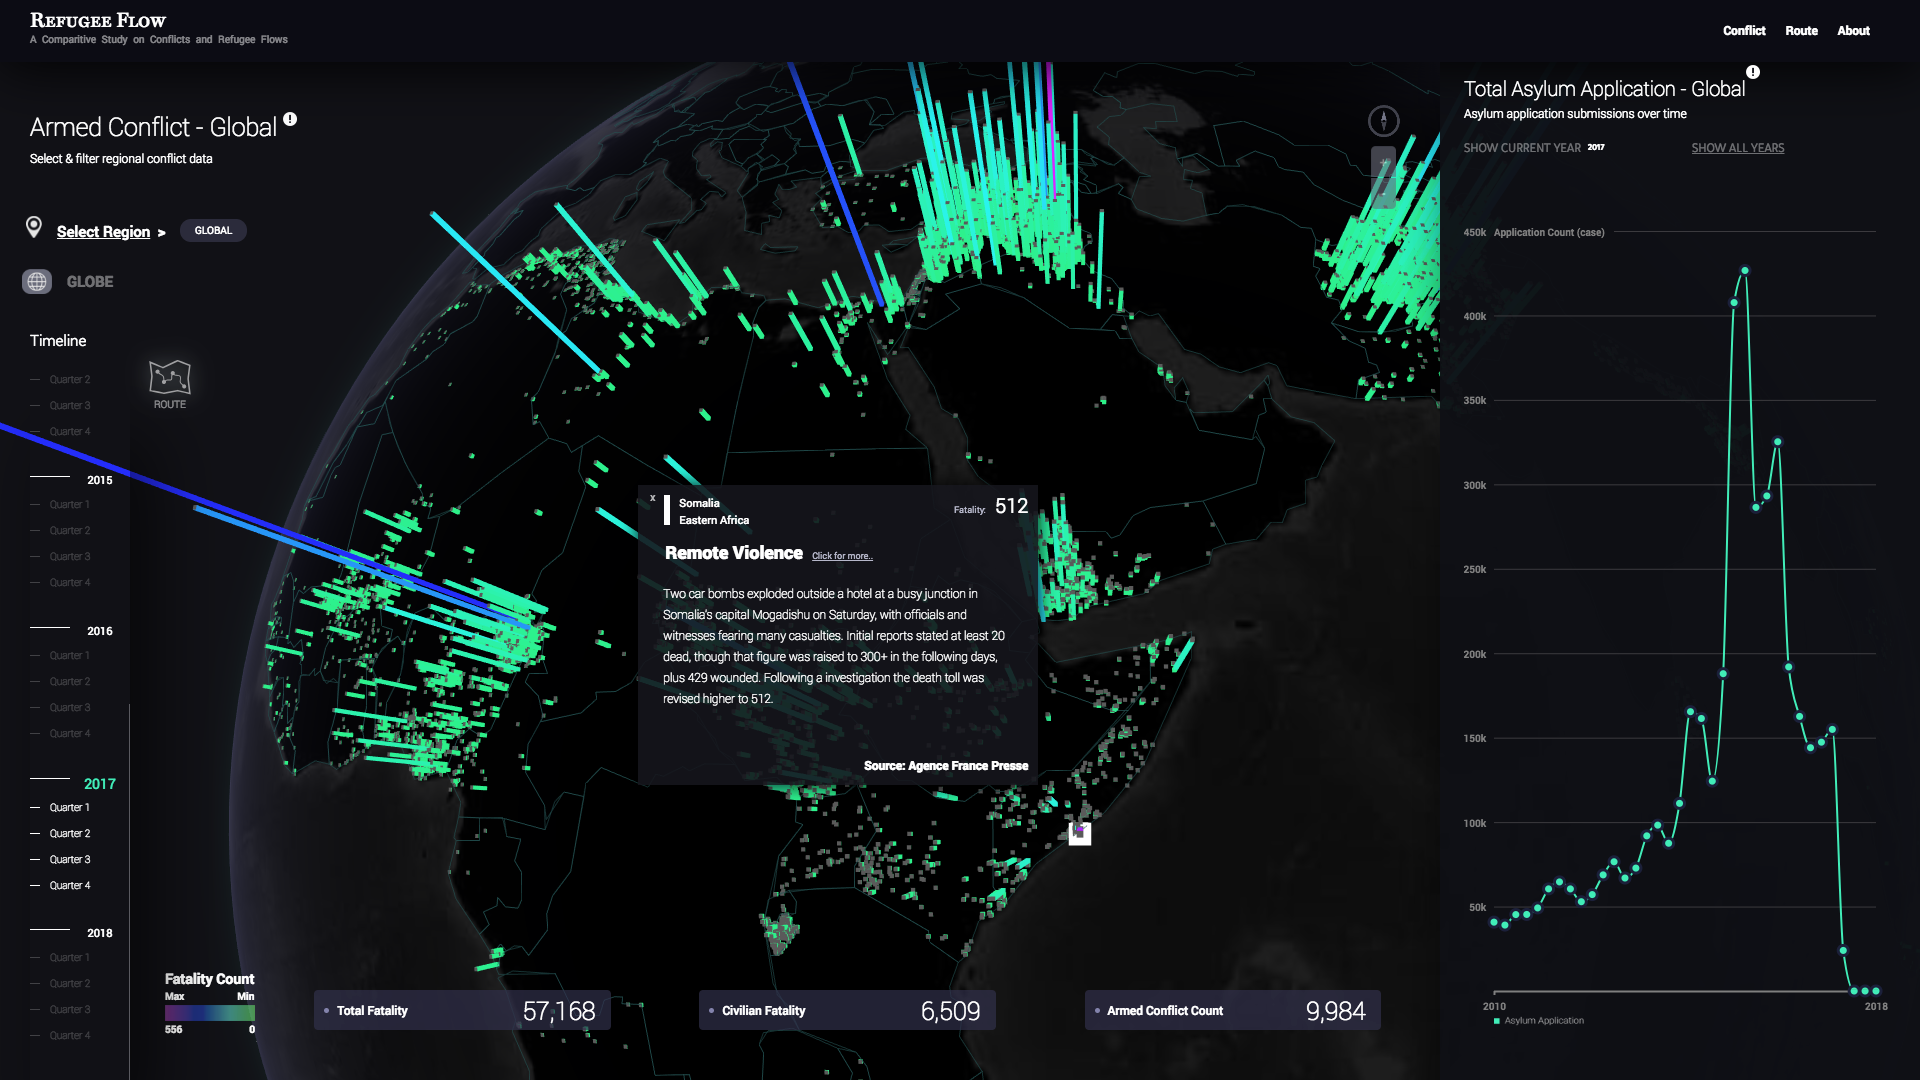 Refugee Flow
A Comparitive Study on Conflicts and Refugee Flows
Conflict
Route
About
Armed Conflict - Global
Select & filter regional conflict data
Select Region >
GLOBAL
GLOBE
Timeline
ROUTE
Quarter 2
Quarter 3
Quarter 4
2015
Quarter 1
Quarter 2
Quarter 3
Quarter 4
2016
Quarter 1
Quarter 2
Quarter 3
Quarter 4
2017
Quarter 1
Quarter 2
Quarter 3
Quarter 4
2018
Quarter 1
Quarter 2
Quarter 3
Quarter 4
Fatality Count
Max Min
556 0
x
Somalia
Eastern Africa
Fatality: 512
Remote Violence Click for more..
Two car bombs exploded outside a hotel at a busy junction in
Somalia's capital Mogadishu on Saturday, with officials and
witnesses fearing many casualties. Initial reports stated at least 20
dead, though that figure was raised to 300+ in the following days,
plus 429 wounded. Following a investigation the death toll was
revised higher to 512.
Source: Agence France Presse
Total Fatality 57,168
Civilian Fatality 6,509
Armed Conflict Count 9,984
Total Asylum Application - Global
Asylum application submissions over time
SHOW CURRENT YEAR 2017
SHOW ALL YEARS
450k Application Count (case)
400k
350k
300k
250k
200k
150k
100k
50k
2010 2018
Asylum Application